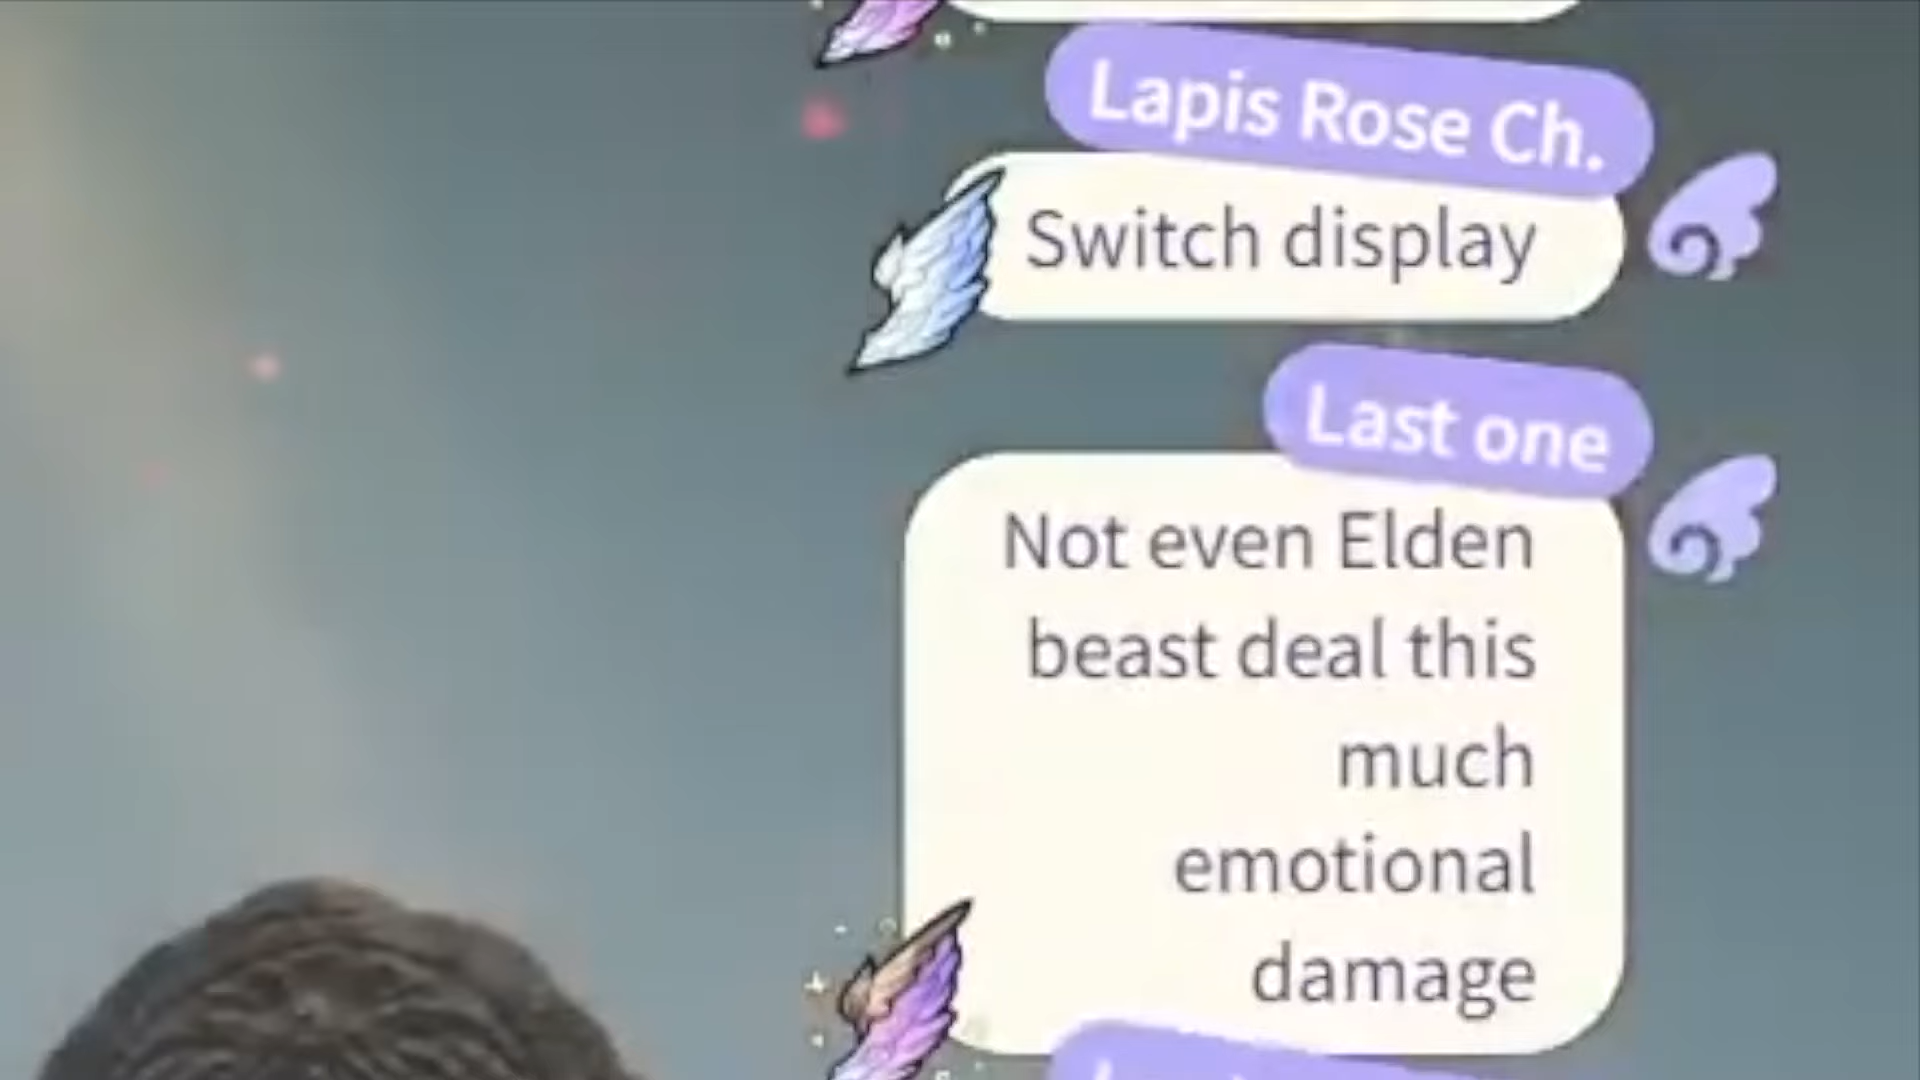 Lapis Rose Ch.
Switch display
Last one
Not even Elden
beast deal this
much
emotional
damage